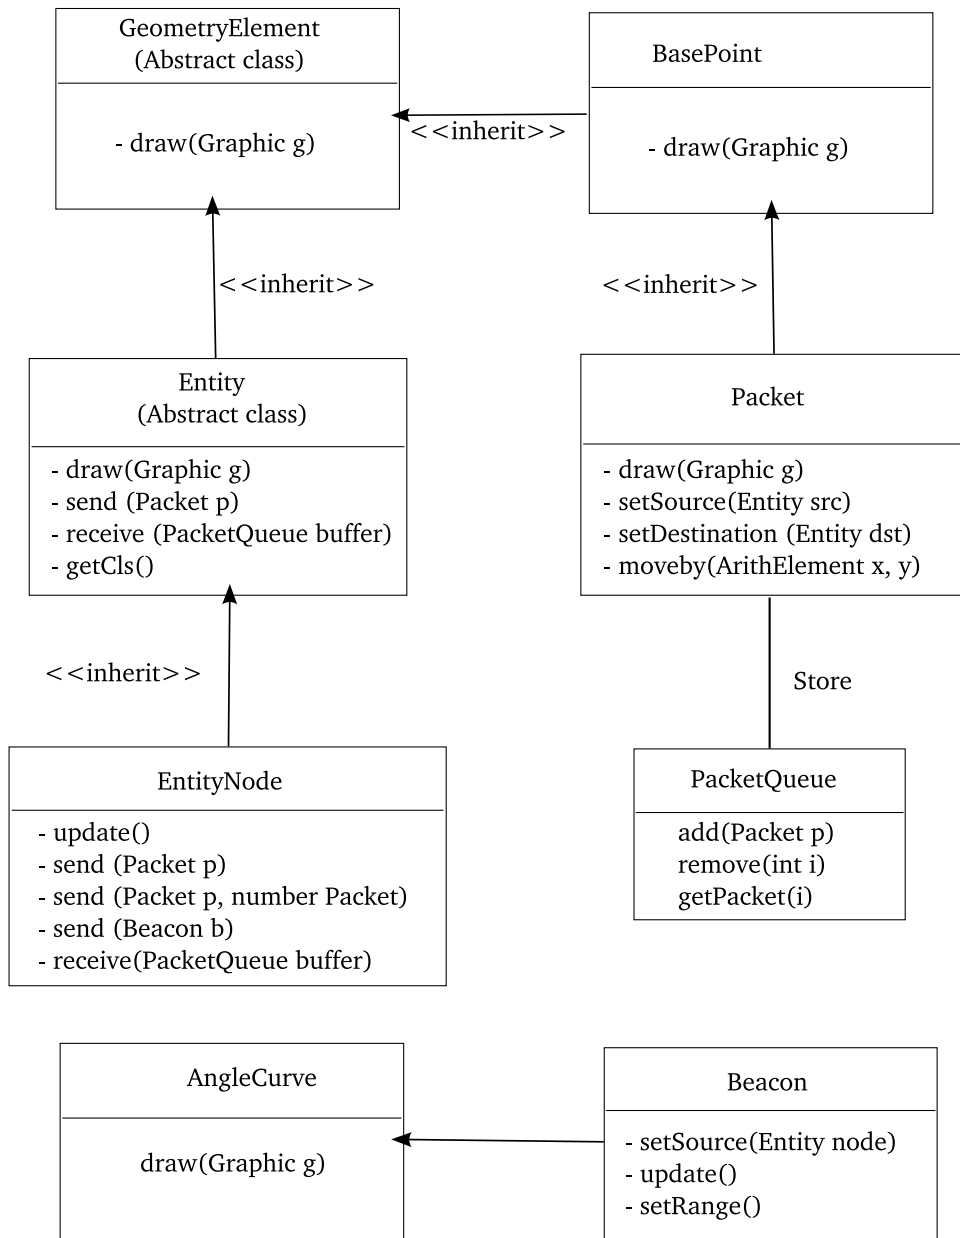 GeometryElement
(Abstract class)
- draw(Graphic g)
BasePoint
- draw(Graphic g)
<<inherit>>
<<inherit>>
<<inherit>>
Entity
(Abstract class)
- draw(Graphic g)
- send (Packet p)
- receive (PacketQueue buffer)
- getCls()
Packet
- draw(Graphic g)
- setSource(Entity src)
- setDestination (Entity dst)
- moveby(ArithElement x, y)
<<inherit>>
Store
EntityNode
- update()
- send (Packet p)
- send (Packet p, number Packet)
- send (Beacon b)
- receive(PacketQueue buffer)
PacketQueue
add(Packet p)
remove(int i)
getPacket(i)
AngleCurve
draw(Graphic g)
Beacon
- setSource(Entity node)
- update()
- setRange()